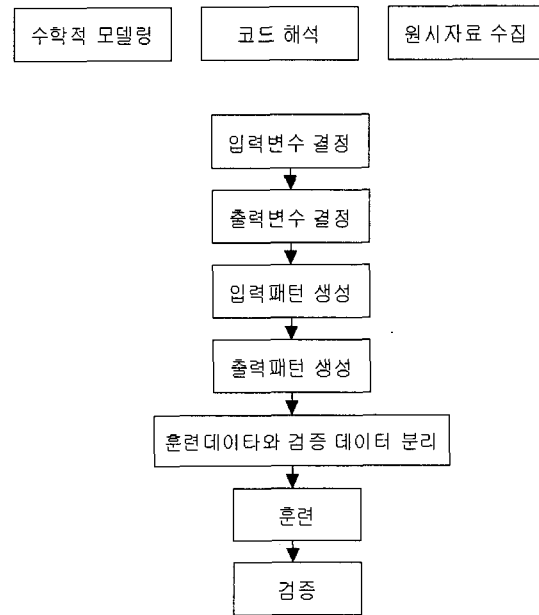 수학적 모델링
코드 해석
원시자료 수집
입력변수 결정
출력변수 결정
입력패턴 생성
출력패턴 생성
훈련데이타와 검증 데이터 분리
훈련
검증